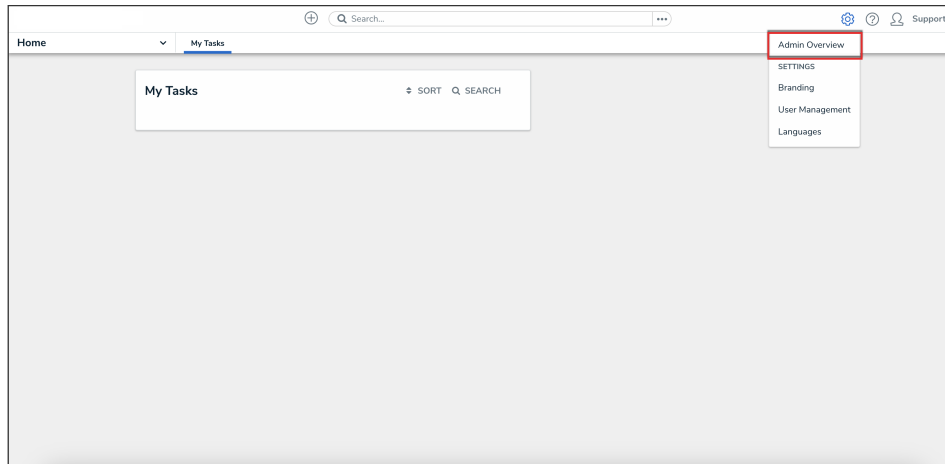 Search...
Support
Home
My Tasks
Admin Overview
SETTINGS
Branding
User Management
Languages
My Tasks
SORT
SEARCH